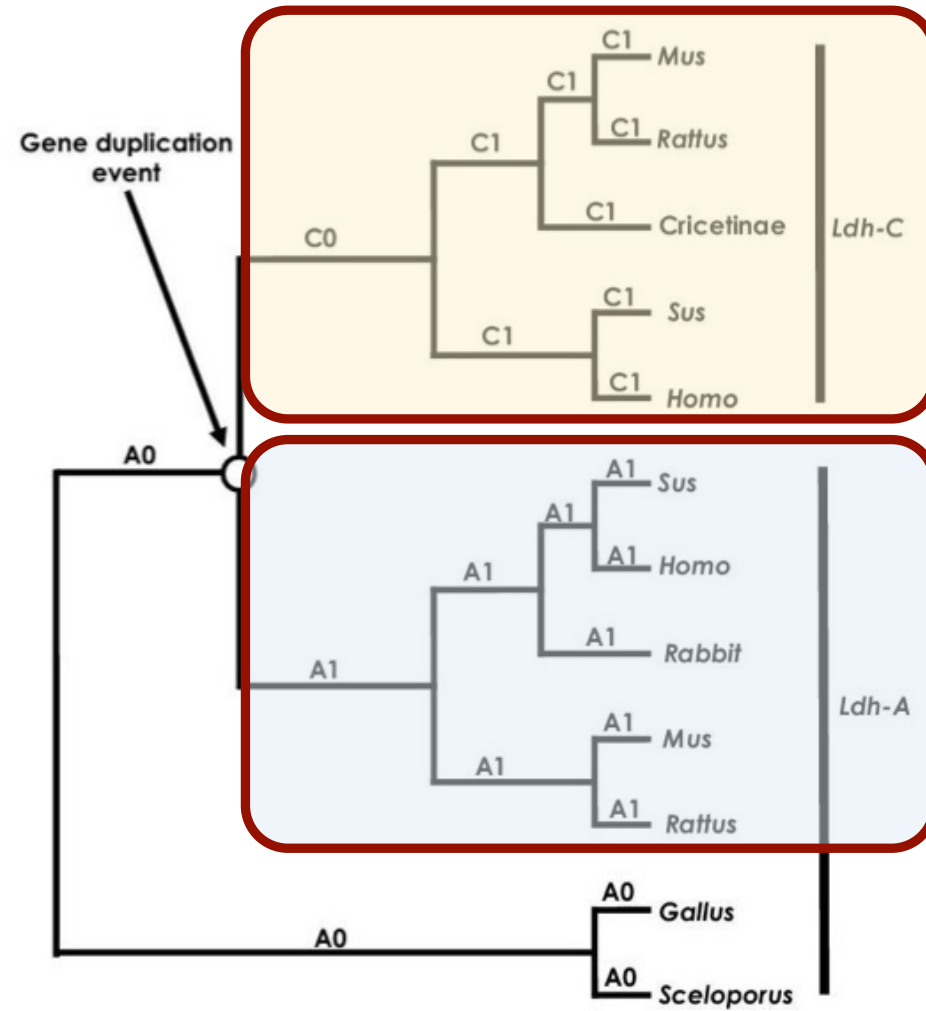 C1
Mus
C1
Gene duplication
event
C1
C1
Rattus
C1
Cricetinae
Ldh-C
C0
C1
Sus
C1
C1
Homo
A0
A1
Sus
A1
A1
Homo
A1
A1
Rabbit
A1
Ldh-A
A1
Mus
A1
A1
Rattus
A0
Gallus
A0
A0
Sceloporus